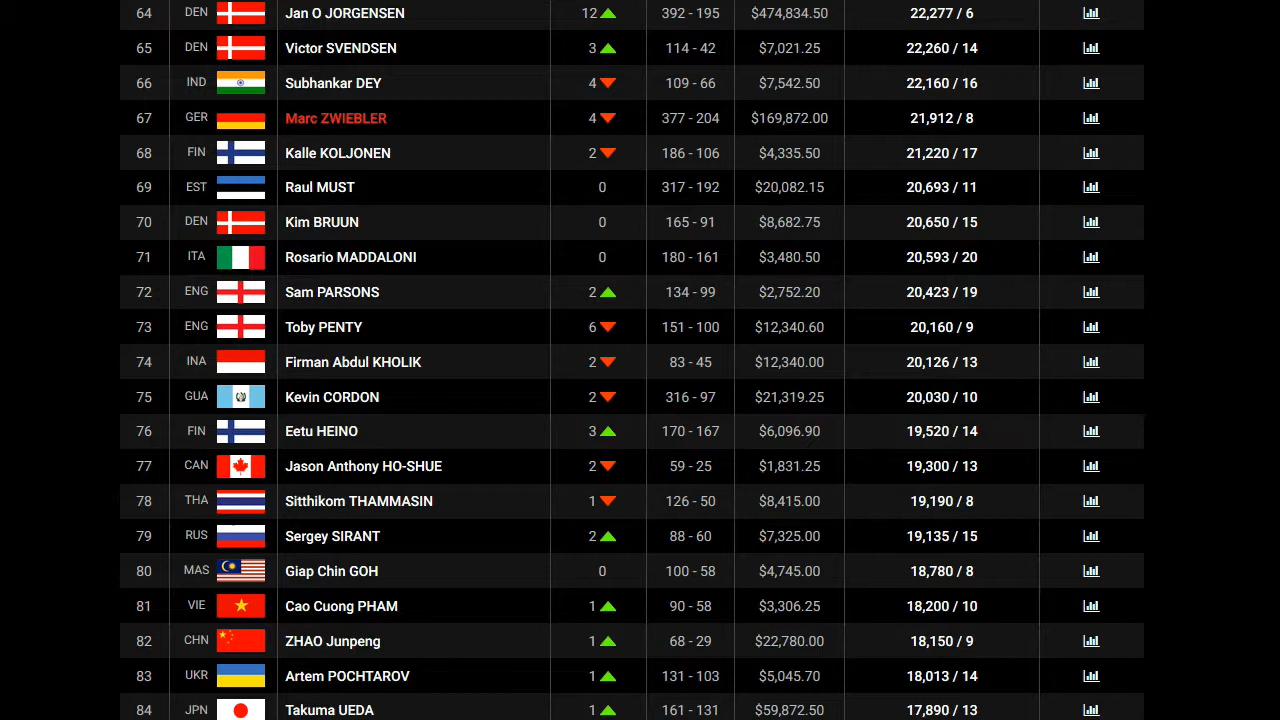 64 DEN Jan O JORGENSEN 12 392 - 195 $474,834.50 22,277 / 6
65 DEN Victor SVENDSEN 3 114 - 42 $7,021.25 22,260 / 14
66 IND Subhankar DEY 4 109 - 66 $7,542.50 22,160 / 16
67 GER Marc ZWIEBLER 4 377 - 204 $169,872.00 21,912 / 8
68 FIN Kalle KOLJONEN 2 186 - 106 $4,335.50 21,220 / 17
69 EST Raul MUST 0 317 - 192 $20,082.15 20,693 / 11
70 DEN Kim BRUUN 0 165 - 91 $8,682.75 20,650 / 15
71 ITA Rosario MADDALONI 0 180 - 161 $3,480.50 20,593 / 20
72 ENG Sam PARSONS 2 134 - 99 $2,752.20 20,423 / 19
73 ENG Toby PENTY 6 151 - 100 $12,340.60 20,160 / 9
74 INA Firman Abdul KHOLIK 2 83 - 45 $12,340.00 20,126 / 13
75 GUA Kevin CORDON 2 316 - 97 $21,319.25 20,030 / 10
76 FIN Eetu HEINO 3 170 - 167 $6,096.90 19,520 / 14
77 CAN Jason Anthony HO-SHUE 2 59 - 25 $1,831.25 19,300 / 13
78 THA Sitthikom THAMMASIN 1 126 - 50 $8,415.00 19,190 / 8
79 RUS Sergey SIRANT 2 88 - 60 $7,325.00 19,135 / 15
80 MAS Giap Chin GOH 0 100 - 58 $4,745.00 18,780 / 8
81 VIE Cao Cuong PHAM 1 90 - 58 $3,306.25 18,200 / 10
82 CHN ZHAO Junpeng 1 68 - 29 $22,780.00 18,150 / 9
83 UKR Artem POCHTAROV 1 131 - 103 $5,045.70 18,013 / 14
84 JPN Takuma UEDA 1 161 - 131 $59,872.50 17,890 / 13